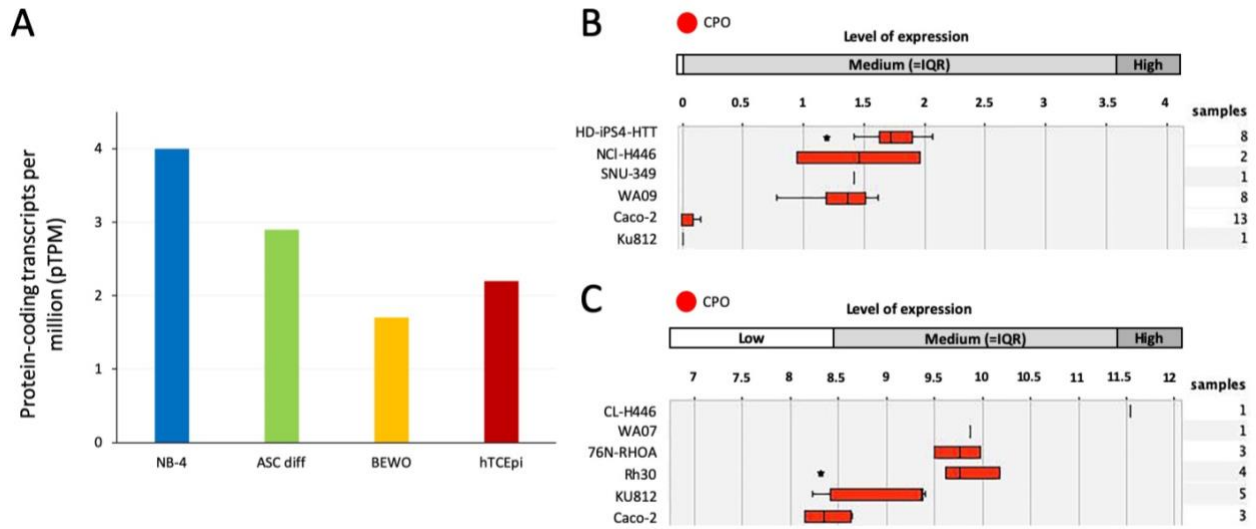 A
Protein-coding transcripts per
million (pTPM)
4
3
2
1
0
NB-4
ASC diff
BEWO
hTCEpi
B
CPO
Level of expression
Medium (=IQR)
High
0 0.5 1 1.5 2 2.5 3 3.5 4
samples
HD-iPS4-HTT 8
NCI-H446 2
SNU-349 1
WA09 8
Caco-2 13
Ku812 1
C
CPO
Level of expression
Low
Medium (=IQR)
High
7 7.5 8 8.5 9 9.5 10 10.5 11 11.5 12
samples
CL-H446 1
WA07 1
76N-RHOA 3
Rh30 4
KU812 5
Caco-2 3